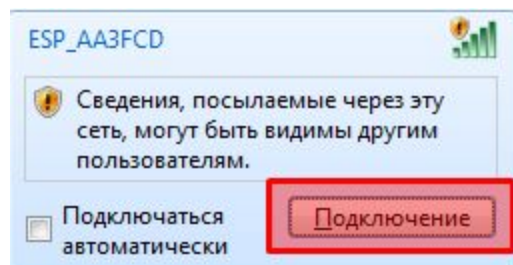 ESP_AA3FCD
Сведения, посылаемые через эту
сеть, могут быть видимы другим
пользователям.
Подключаться
автоматически
Подключение